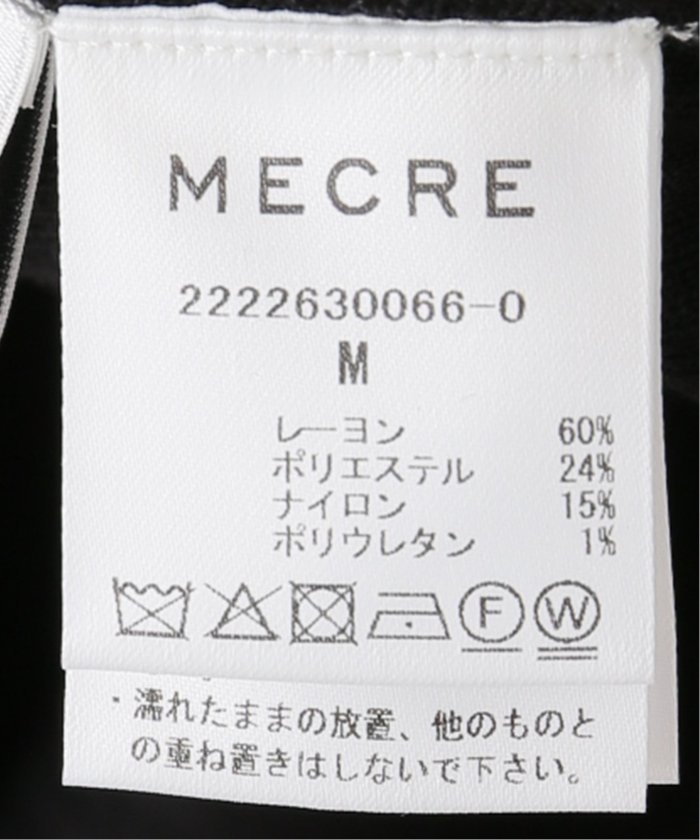 MECRE
2222630066-0
M
レーヨン 60%
ポリエステル 24%
ナイロン 15%
ポリウレタン 1%
F W
・濡れたままの放置、他のものと
の重ね置きはしないで下さい。